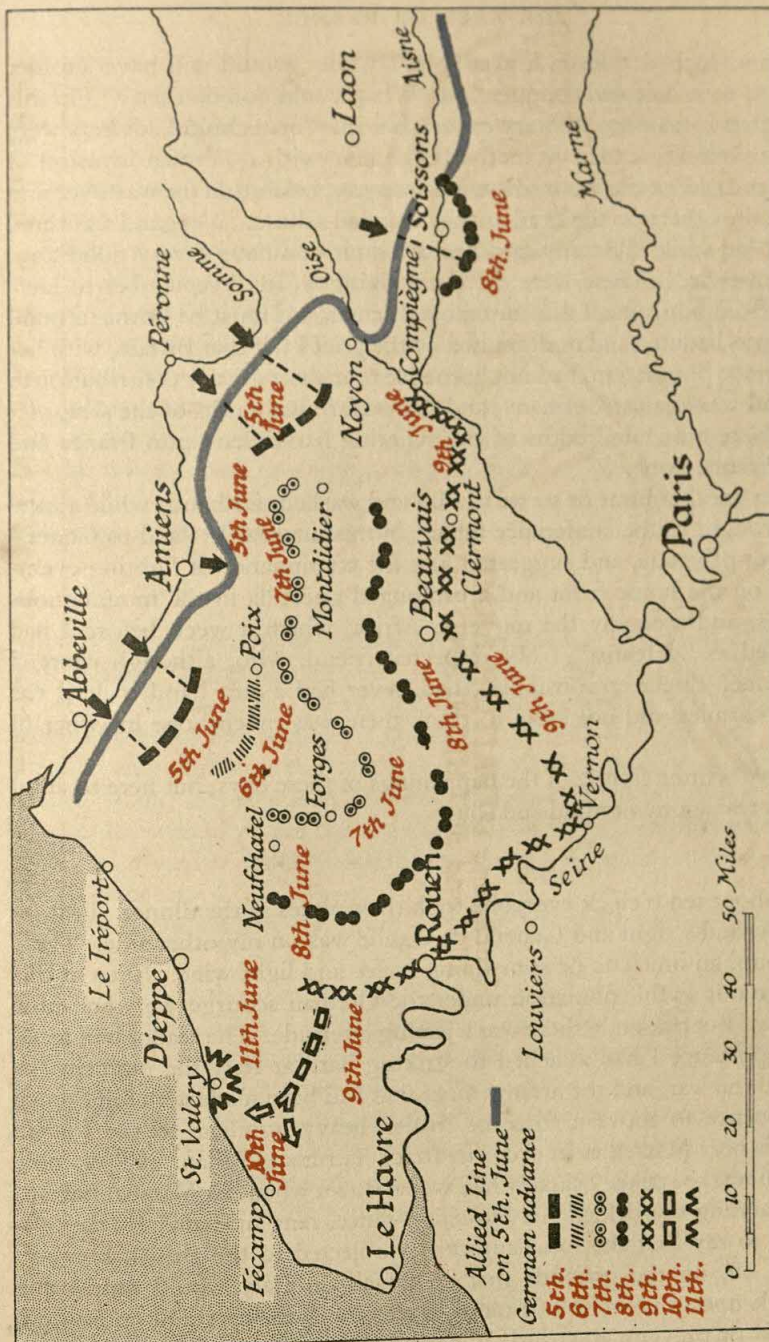 Abbeville
Péronne
Somme
Amiens
Oise
Laon
Aisne
Le Tréport
5th June
5th June
5th
June
Noyon
Soissons
Compiègne
8th. June
Marne
Dieppe
Neufchatel
6th June
Poix
7th June
Montdidier
Forges
7th June
9th
June
St. Valery
11th June
8th June
8th June
Beauvais
Clermont
Fécamp
10th
June
9th June
Rouen
9th June
Vernon
Paris
Le Havre
Seine
Louviers
Allied Line
on 5th. June
German advance
5th..
6th..
7th..
8th..
9th..
10th..
11th..
0 10 20 30 40 50 Miles